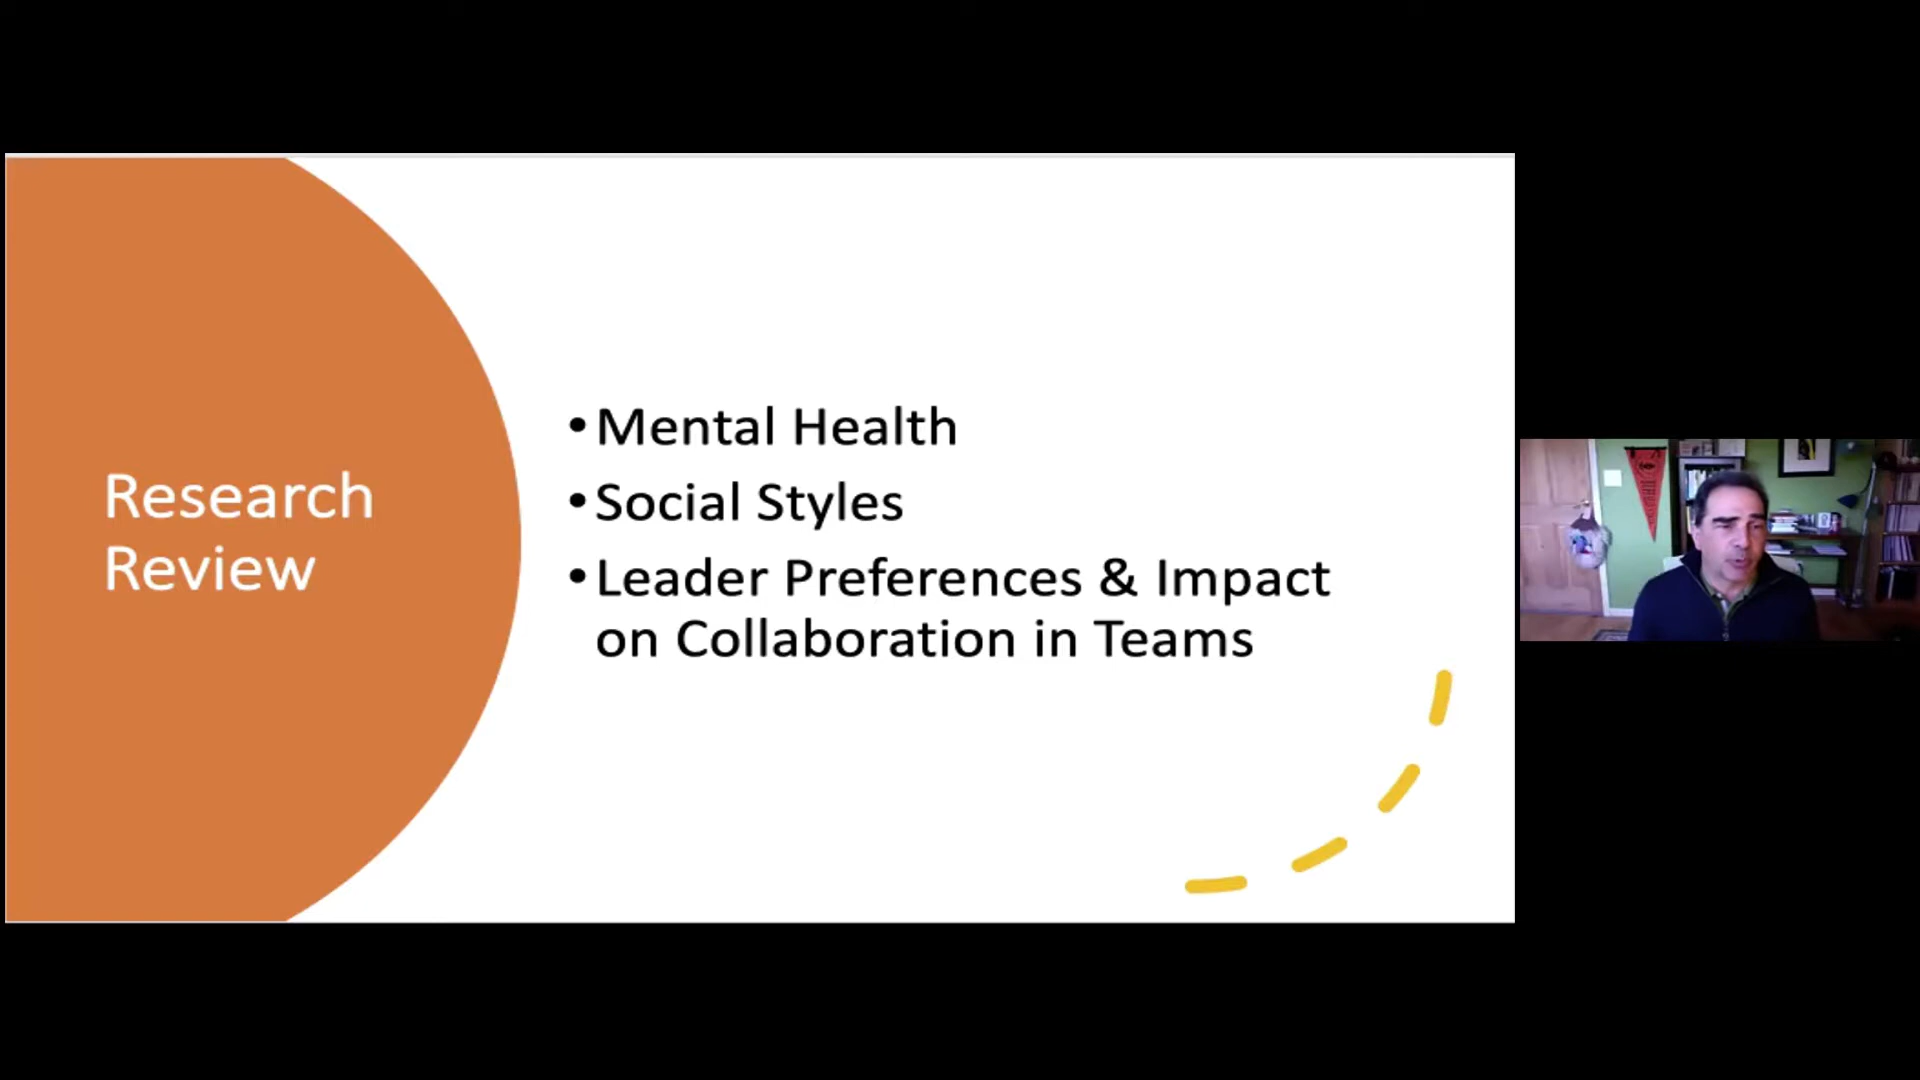 Research
Review
• Mental Health
• Social Styles
• Leader Preferences & Impact
on Collaboration in Teams